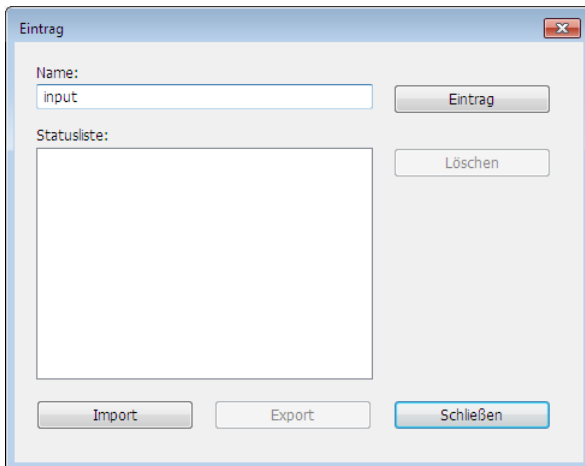 Eintrag
Name:
input
Eintrag
Statusliste:
Löschen
Import
Export
Schließen